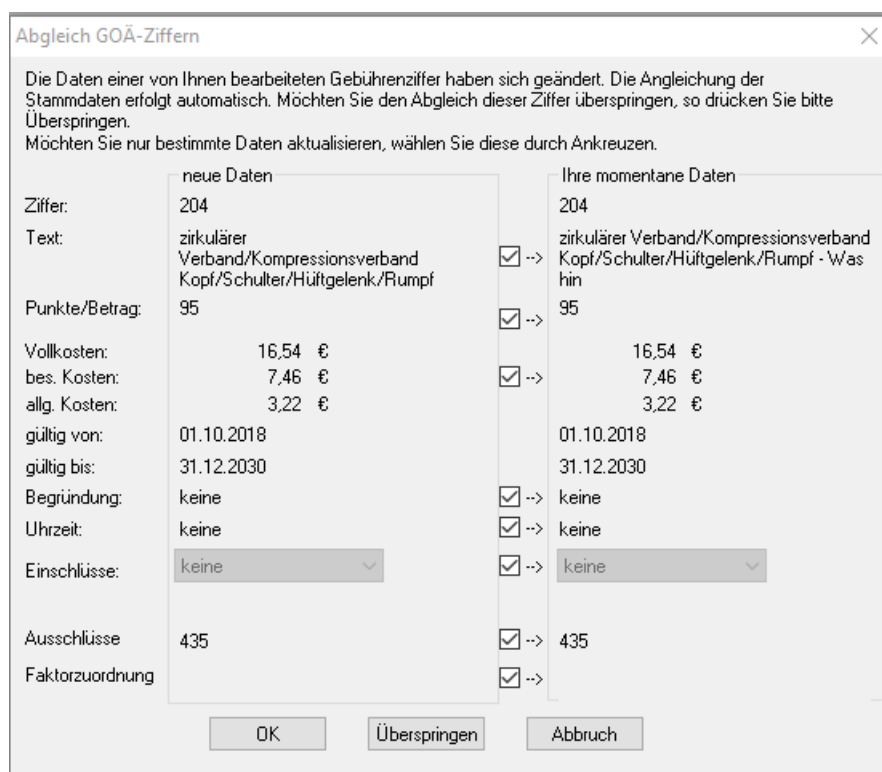 Abgleich GOÄ-Ziffern
Die Daten einer von Ihnen bearbeiteten Gebührenziffer haben sich geändert. Die Angleichung der
Stammdaten erfolgt automatisch. Möchten Sie den Abgleich dieser Ziffer überspringen, so drücken Sie bitte
Überspringen.
Möchten Sie nur bestimmte Daten aktualisieren, wählen Sie diese durch Ankreuzen.
neue Daten Ihre momentane Daten
Ziffer: 204 204
Text: zirkulärer zirkulärer Verband/Kompressionsverband
Verband/Kompressionsverband --> Kopf/Schulter/Hüftgelenk/Rumpf - Was
Kopf/Schulter/Hüftgelenk/Rumpf hin
Punkte/Betrag: 95 --> 95
Vollkosten: 16,54 € 16,54 €
bes. Kosten: 7,46 € --> 7,46 €
allg. Kosten: 3,22 € 3,22 €
gültig von: 01.10.2018 01.10.2018
gültig bis: 31.12.2030 31.12.2030
Begründung: keine --> keine
Uhrzeit: keine --> keine
Einschlüsse: keine --> keine
Ausschlüsse 435 --> 435
Faktorzuordnung -->
OK Überspringen Abbruch